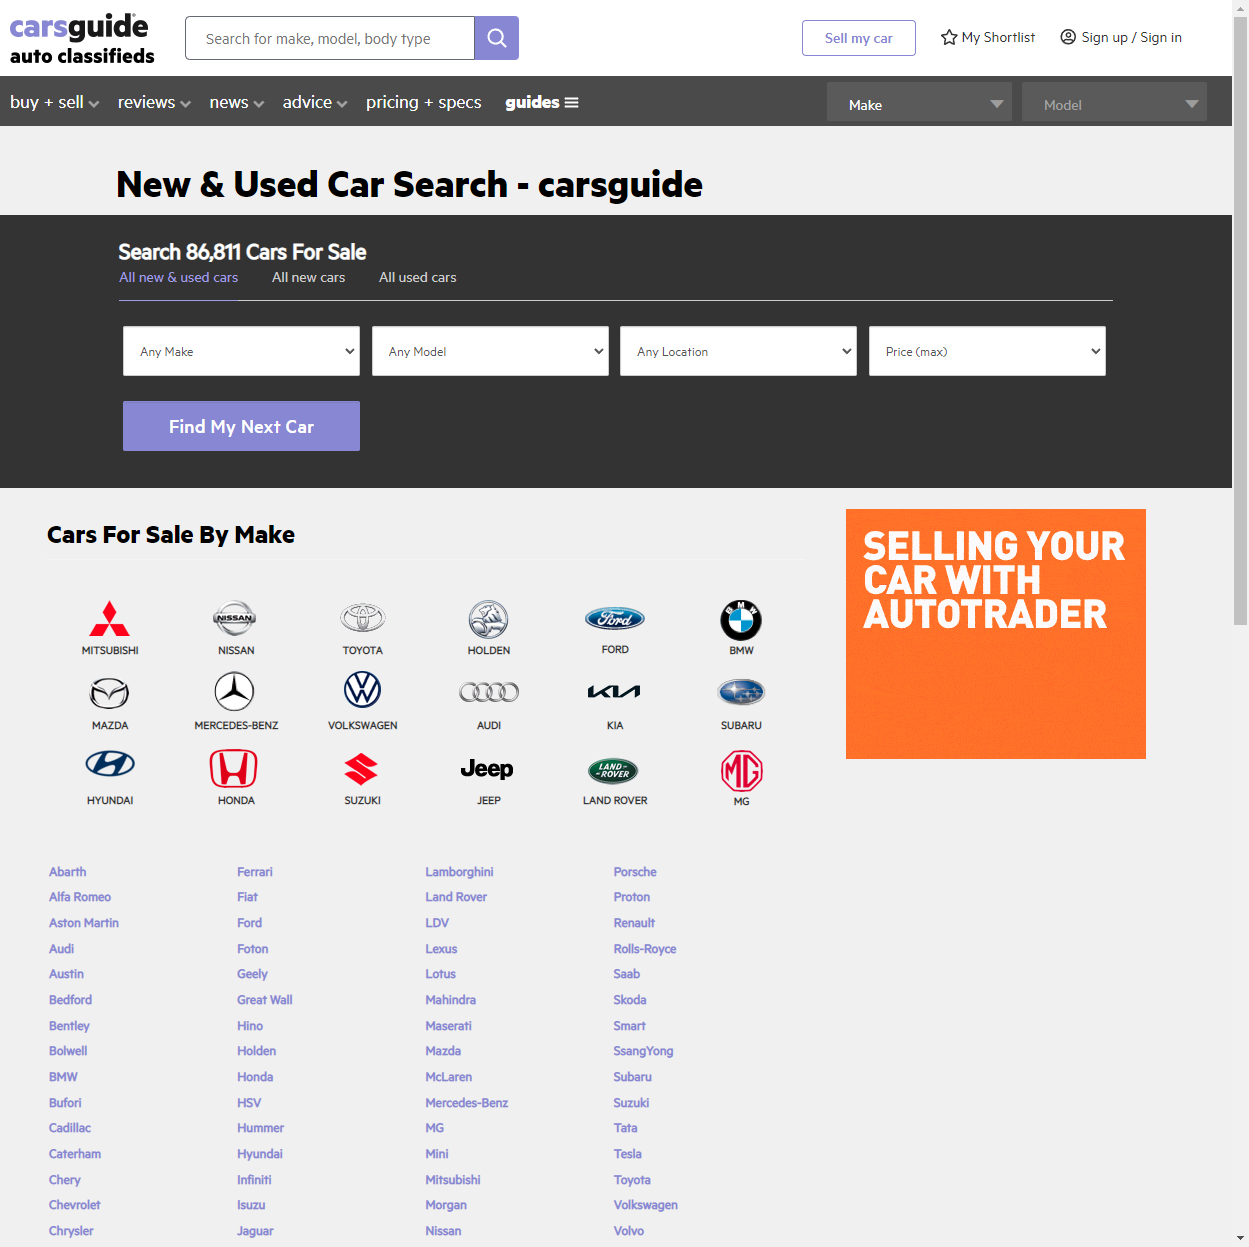 carsguide
auto classifieds
Search for make, model, body type
Sell my car
My Shortlist
Sign up / Sign in
buy + sell
reviews
news
advice
pricing + specs
guides
Make
Model
New & Used Car Search - carsguide
Search 86,811 Cars For Sale
All new & used cars
All new cars
All used cars
Any Make
Any Model
Any Location
Price (max)
Find My Next Car
Cars For Sale By Make
SELLING YOUR
CAR WITH
AUTOTRADER
NISSAN
Ford
BMW
MITSUBISHI
NISSAN
TOYOTA
HOLDEN
FORD
BMW
KIA
MAZDA
MERCEDES-BENZ
VOLKSWAGEN
AUDI
KIA
SUBARU
Jeep
LAND-
-ROVER
MG
HYUNDAI
HONDA
SUZUKI
JEEP
LAND ROVER
MG
Abarth
Alfa Romeo
Aston Martin
Audi
Austin
Bedford
Bentley
Bolwell
BMW
Bufori
Cadillac
Caterham
Chery
Chevrolet
Chrysler
Ferrari
Fiat
Ford
Foton
Geely
Great Wall
Hino
Holden
Honda
HSV
Hummer
Hyundai
Infiniti
Isuzu
Jaguar
Lamborghini
Land Rover
LDV
Lexus
Lotus
Mahindra
Maserati
Mazda
McLaren
Mercedes-Benz
MG
Mini
Mitsubishi
Morgan
Nissan
Porsche
Proton
Renault
Rolls-Royce
Saab
Skoda
Smart
SsangYong
Subaru
Suzuki
Tata
Tesla
Toyota
Volkswagen
Volvo